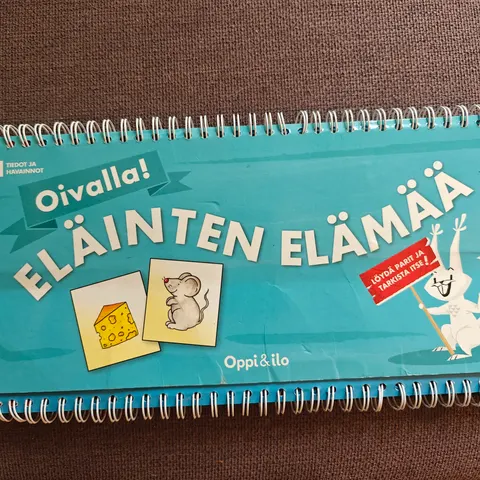 TIEDOT JA
HAVAINNOT
Oivalla!
ELÄINTEN ELÄMÄÄ
LÖYDÄ PARIT JA
TARKISTA ITSE!
Oppi&ilo